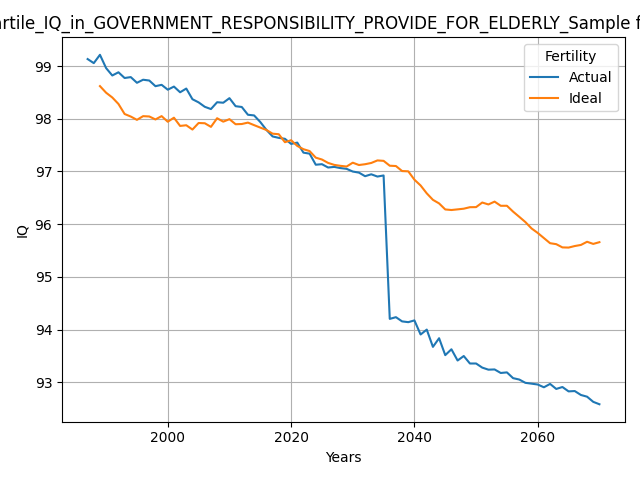 rtile_IQ_in_GOVERNMENT_RESPONSIBILITY_PROVIDE_FOR_ELDERLY_Sample f
Fertility
Actual
Ideal
99
98
97
96
95
94
93
IQ
2000
2020
2040
2060
Years